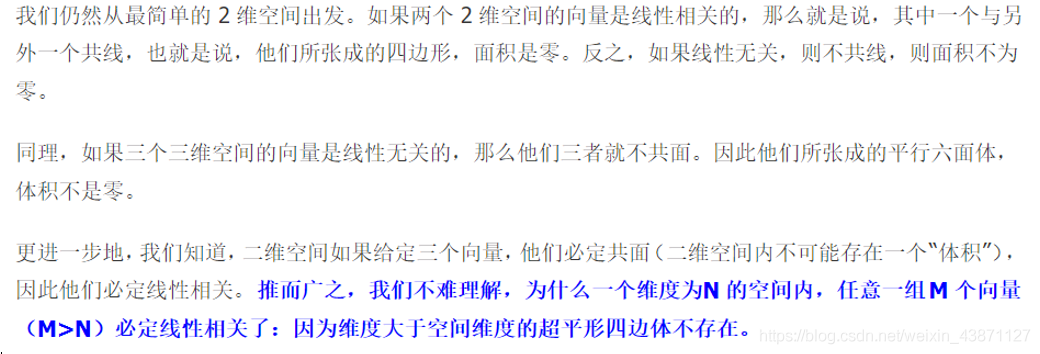 我们仍然从最简单的 2 维空间出发。如果两个 2 维空间的向量是线性相关的，那么就是说，其中一个与另
外一个共线，也就是说，他们所张成的四边形，面积是零。反之，如果线性无关，则不共线，则面积不为
零。
同理，如果三个三维空间的向量是线性无关的，那么他们三者就不共面。因此他们所张成的平行六面体，
体积不是零。
更进一步地，我们知道，二维空间如果给定三个向量，他们必定共面（二维空间内不可能存在一个“体积”），
因此他们必定线性相关。推而广之，我们不难理解，为什么一个维度为N 的空间内，任意一组M 个向量
（M>N）必定线性相关了：因为维度大于空间维度的超平形四边体不存在。
https://blog.csdn.net/weixin_43871127